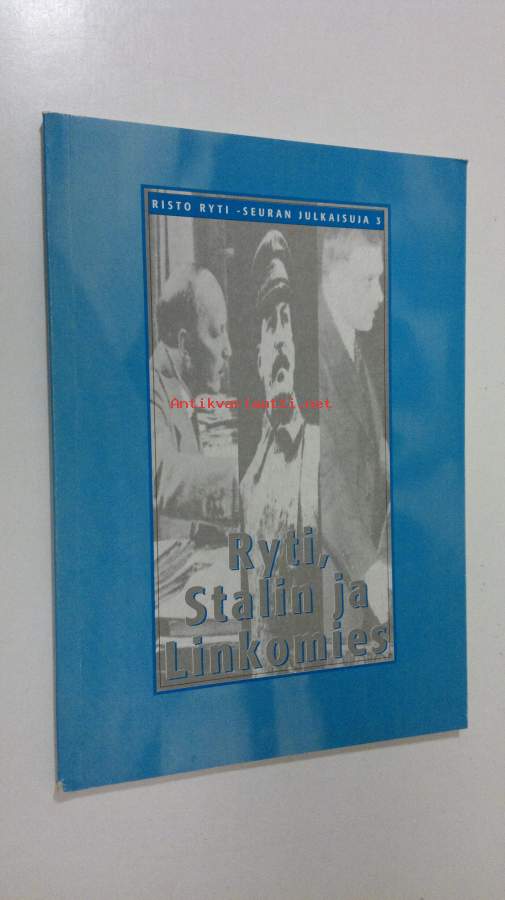 RISTO RYTI -SEURAN JULKAISUJA 3
Antikvariaatti.net
Ryti,
Stalin ja
Linkomies